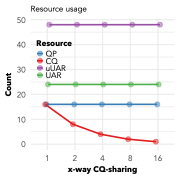 Resource usage
50
40
30
20
10
0
Count
Resource
QP
CQ
uUAR
UAR
1
2
4
8
16
x-way CQ-sharing